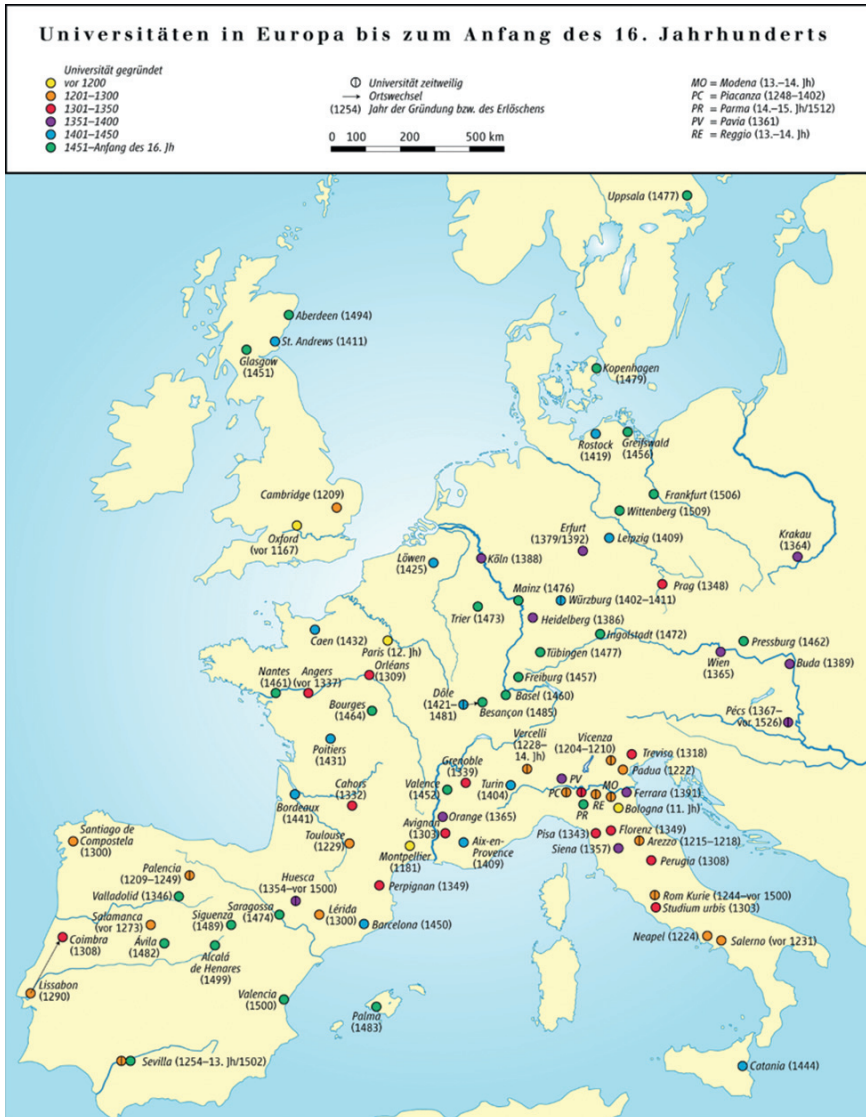 Universitäten in Europa bis zum Anfang des 16. Jahrhunderts
Universität gegründet
vor 1200
1201–1300
1301–1350
1351–1400
1401–1450
1451–Anfang des 16. Jh
Universität zeitweilig
Ortswechsel
(1254) Jahr der Gründung bzw. des Erlöschens
0 100 200 500 km
MO = Modena (13.–14. Jh)
PC = Piacanza (1248–1402)
PR = Parma (14.–15. Jh/1512)
PV = Pavia (1361)
RE = Reggio (13.–14. Jh)
Uppsala (1477)
Aberdeen (1494)
St. Andrews (1411)
Glasgow
(1451)
Kopenhagen
(1479)
Rostock
(1419)
Greifswald
(1456)
Cambridge (1209)
Oxford
(vor 1167)
Frankfurt (1506)
Wittenberg (1509)
Erfurt
(1379/1392)
Leipzig (1409)
Krakau
(1364)
Löwen
(1425)
Köln (1388)
Prag (1348)
Mainz (1476)
Würzburg (1402–1411)
Trier (1473)
Heidelberg (1386)
Caen (1432)
Paris (12. Jh)
Ingolstadt (1472)
Pressburg (1462)
Tübingen (1477)
Wien
(1365)
Buda (1389)
Orléans
(1309)
Nantes
(1461)
Angers
(vor 1337)
Freiburg (1457)
Basel (1460)
Bourges
(1464)
Dôle
(1421–
1481)
Besançon
(1485)
Pécs (1367–
vor 1526)
Poitiers
(1431)
Vercelli
(1228–
14. Jh)
Vicenza
(1204–1210)
Treviso (1318)
Padua (1222)
Grenoble
(1339)
Valence
(1452)
Turin
(1404)
PV
PC
MO
RE
PR
Ferrara (1391)
Bologna (11. Jh)
Cahors
(1332)
Bordeaux
(1441)
Orange (1365)
Avignan
(1303)
Pisa (1343)
Florenz (1349)
Arezza (1215–1218)
Siena (1357)
Aix-en-
Provence
(1409)
Toulouse
(1229)
Montpellier
(1181)
Perugia (1308)
Santiago de
Compostela
(1300)
Palencia
(1209–1249)
Huesca
(1354–vor 1500)
Perpignan (1349)
Rom Kurie (1244–vor 1500)
Studium urbis (1303)
Valladolid (1346)
Saragossa
(1474)
Lérida
(1300)
Barcelona (1450)
Salamanca
(vor 1273)
Siguenza
(1489)
Neapel (1224)
Salerno (vor 1231)
Coimbra
(1308)
Ávila
(1482)
Alcalá
de Henares
(1499)
Lissabon
(1290)
Valencia
(1500)
Palma
(1483)
Sevilla (1254–13. Jh/1502)
Catania (1444)